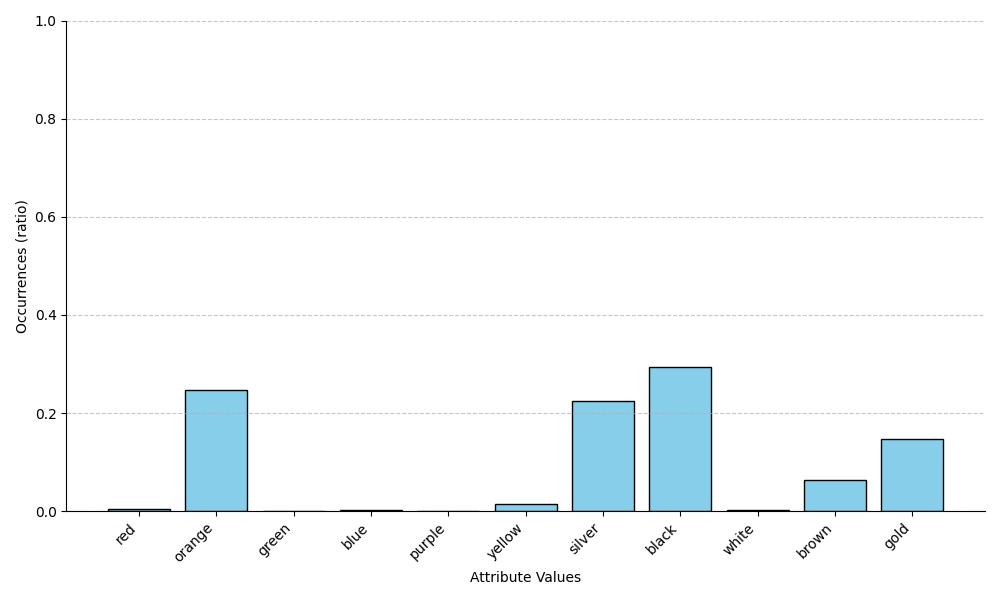 1.0
0.8
0.6
0.4
0.2
0.0
Occurrences (ratio)
red orange green blue purple yellow silver black white brown gold
Attribute Values